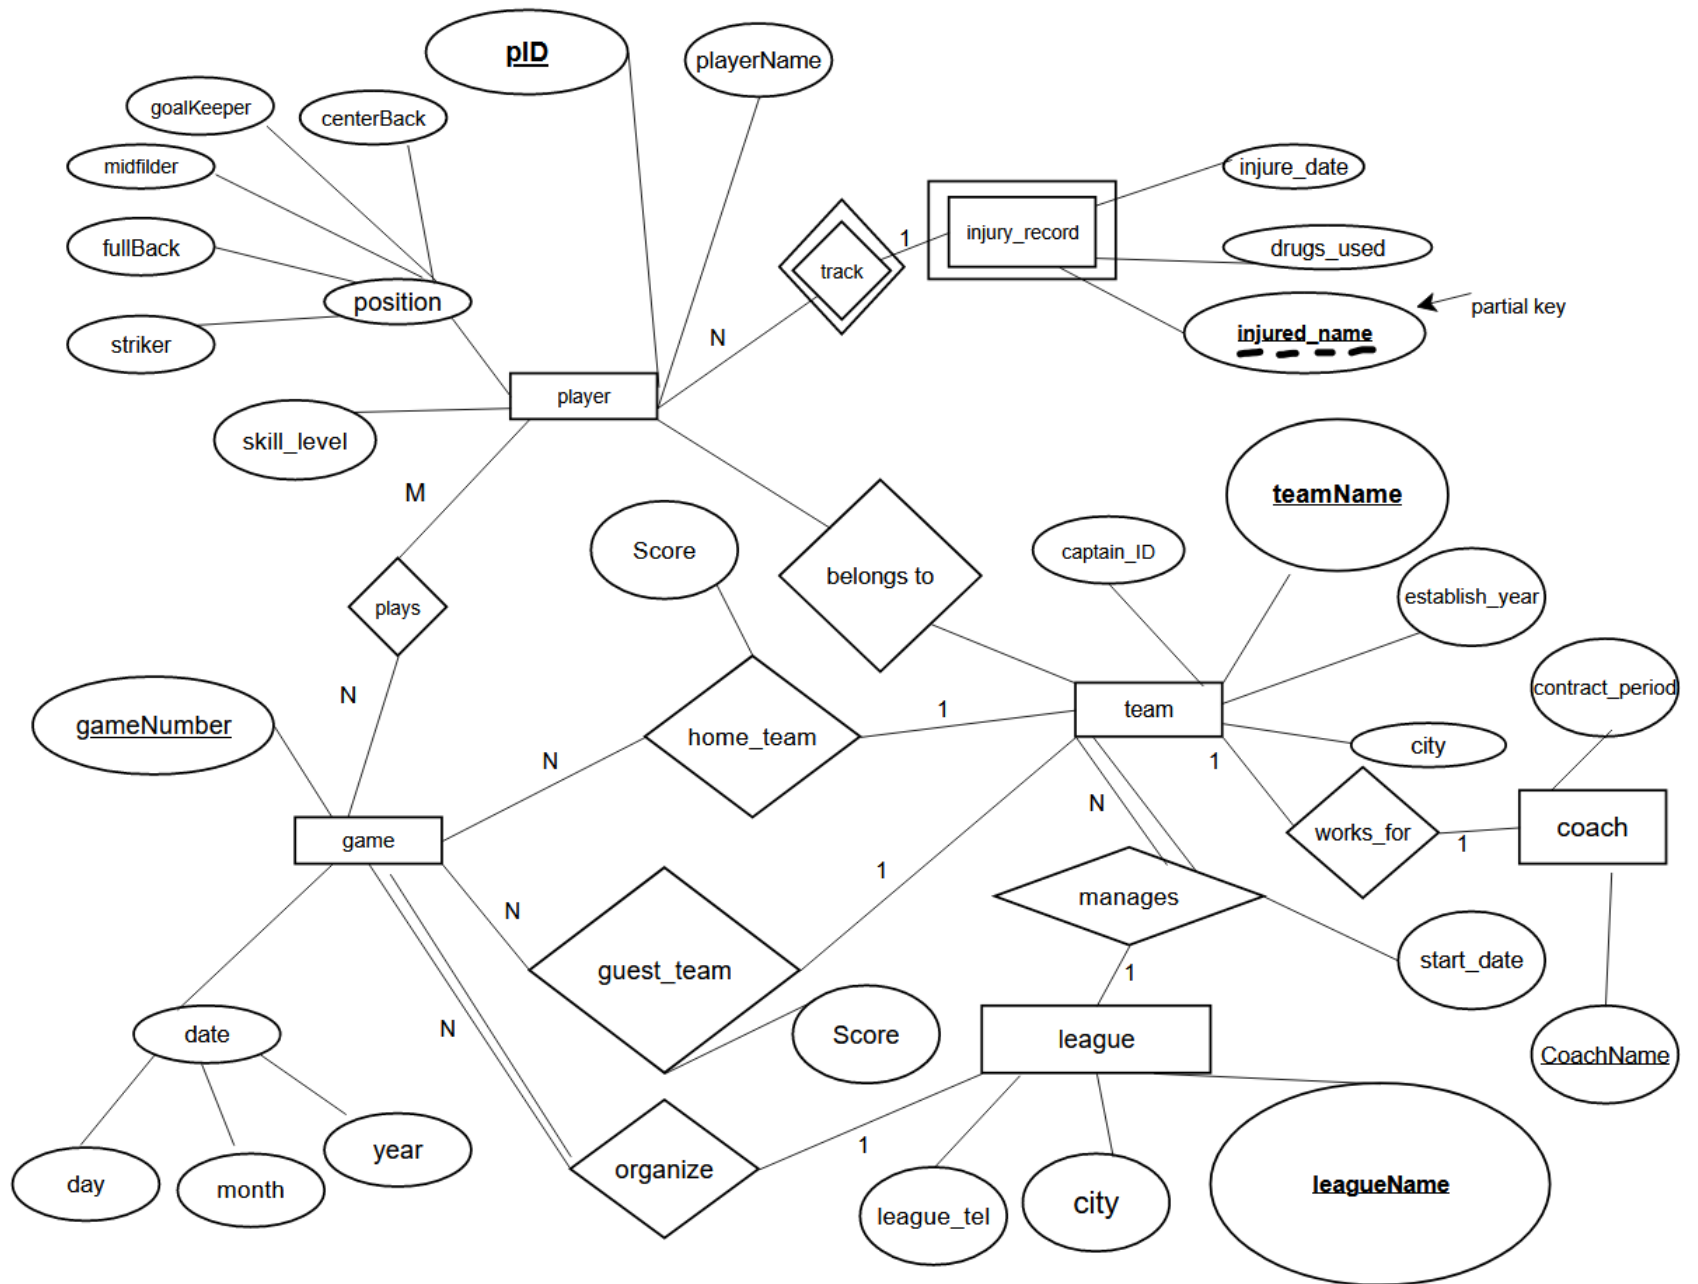 pID
playerName
goalKeeper
centerBack
midfilder
injure_date
fullBack
1
injury_record
drugs_used
track
position
partial key
injured_name
striker
N
player
skill_level
M
teamName
Score
captain_ID
belongs to
establish_year
plays
contract_period
N
1
team
gameNumber
home_team
city
N
1
N
game
works_for
coach
1
1
manages
N
guest_team
start_date
1
N
date
Score
league
CoachName
year
1
organize
day
month
leagueName
league_tel
city